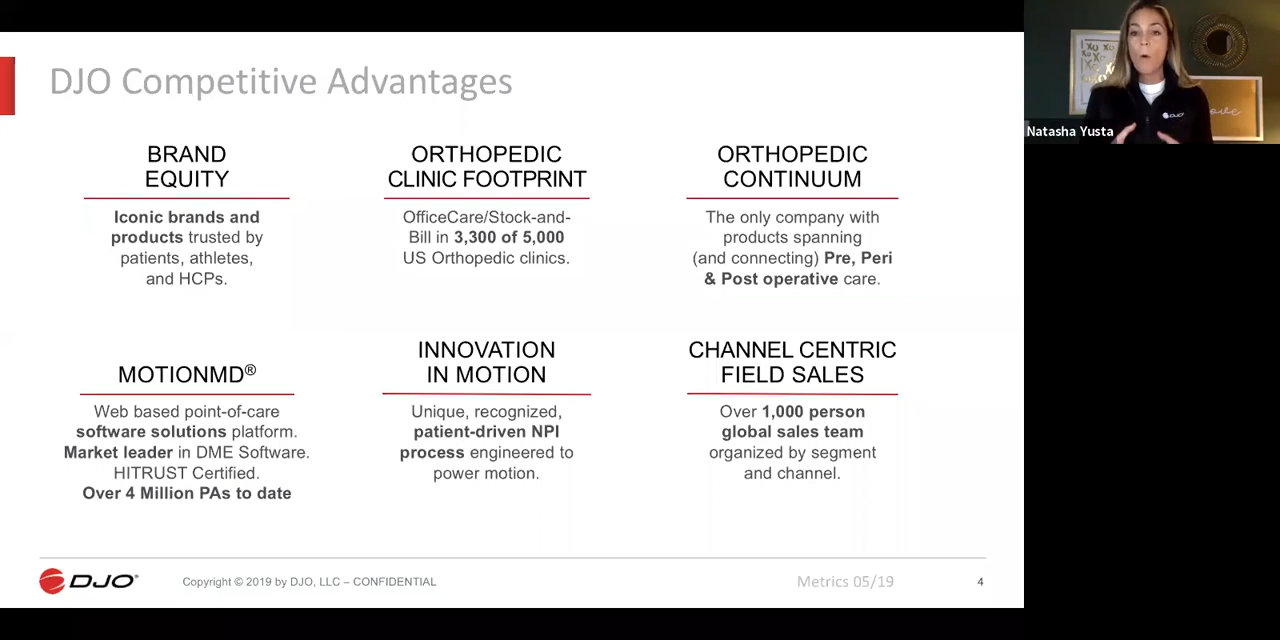 DJO Competitive Advantages
BRAND
EQUITY
Iconic brands and
products trusted by
patients, athletes,
and HCPs.
ORTHOPEDIC
CLINIC FOOTPRINT
OfficeCare/Stock-and-
Bill in 3,300 of 5,000
US Orthopedic clinics.
ORTHOPEDIC
CONTINUUM
The only company with
products spanning
(and connecting) Pre, Peri
& Post operative care.
MOTIONMD®
Web based point-of-care
software solutions platform.
Market leader in DME Software.
HITRUST Certified.
Over 4 Million PAs to date
INNOVATION
IN MOTION
Unique, recognized,
patient-driven NPI
process engineered to
power motion.
CHANNEL CENTRIC
FIELD SALES
Over 1,000 person
global sales team
organized by segment
and channel.
DJO®
Copyright © 2019 by DJO, LLC – CONFIDENTIAL
Metrics 05/19
4
Natasha Yusta
DJO